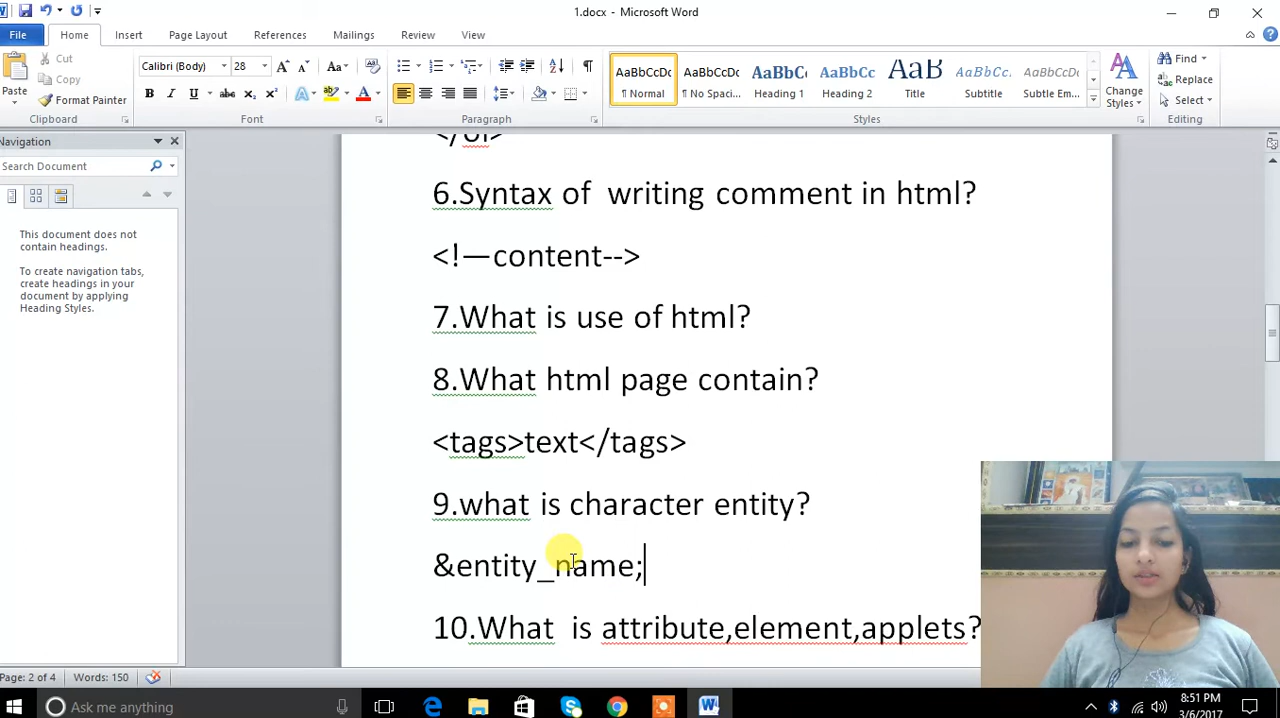 1.docx - Microsoft Word
File Home Insert Page Layout References Mailings Review View
Cut
Copy
Format Painter
Paste
Clipboard
Calibri (Body) 28
Font
Paragraph
AaBbCcDc AaBbCcDc AaBbC AaBbCc AaB AaBbCc. AaBbCcDc
¶ Normal ¶ No Spaci... Heading 1 Heading 2 Title Subtitle Subtle Em...
Styles
Change Styles
Find
Replace
Select
Editing
Navigation
Search Document
This document does not
contain headings.
To create navigation tabs,
create headings in your
document by applying
Heading Styles.
</ol>
6.Syntax of  writing comment in html?
<!—content-->
7.What is use of html?
8.What html page contain?
<tags>text</tags>
9.what is character entity?
&entity_name;
10.What  is attribute,element,applets?
Page: 2 of 4 Words: 150
Ask me anything
8:51 PM
3/6/2017